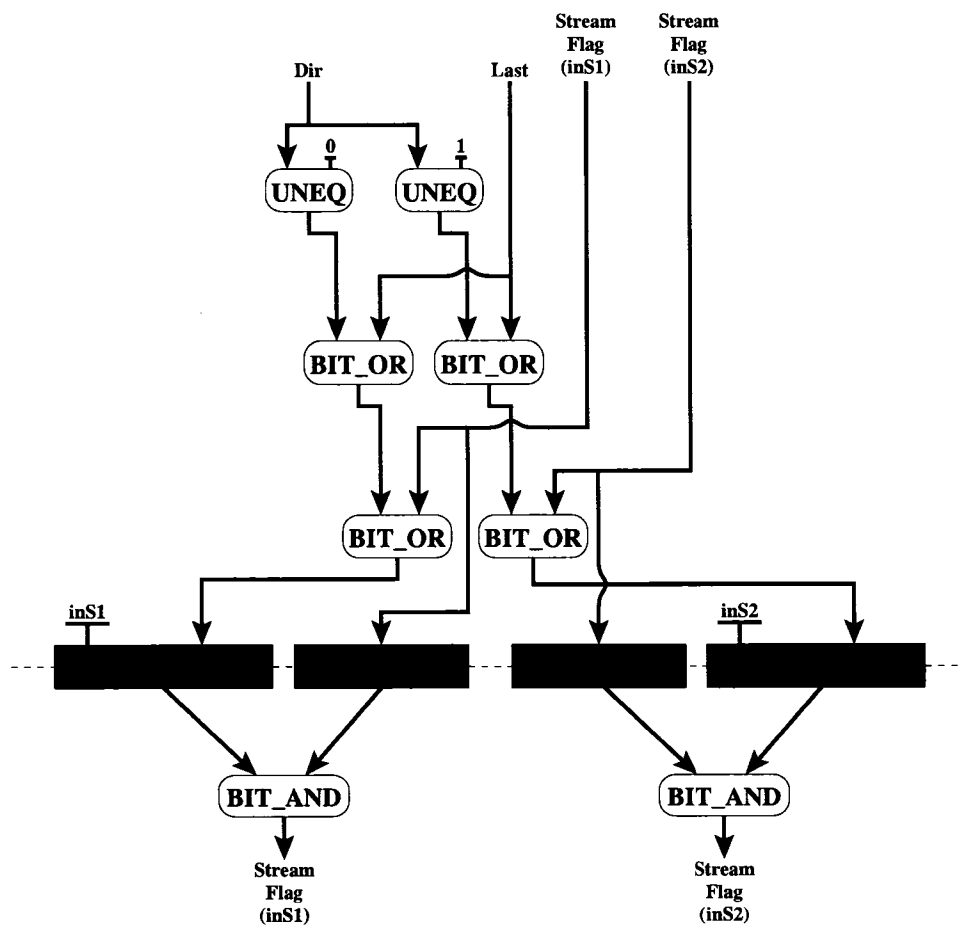 Stream
Flag
(inS1)
Stream
Flag
(inS2)
Dir
Last
0
1
UNEQ
UNEQ
BIT_OR
BIT_OR
BIT_OR
BIT_OR
inS1
inS2
BIT_AND
BIT_AND
Stream
Flag
(inS1)
Stream
Flag
(inS2)